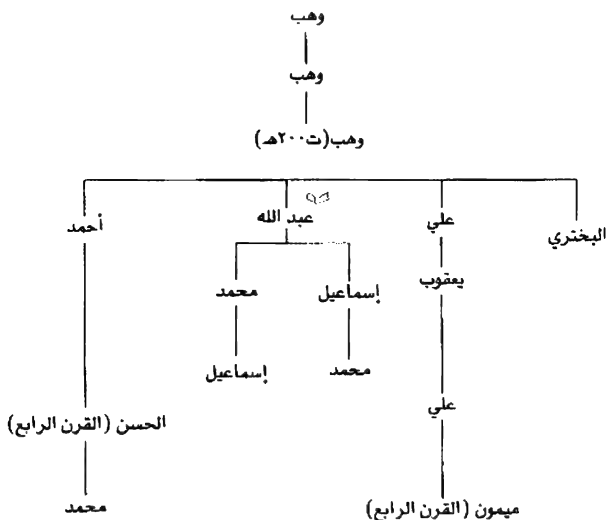 وهب
وهب
وهب (ت٢٠٠هـ)
البختري
علي
عبد الله
أحمد
يعقوب
إسماعيل
محمد
محمد
إسماعيل
علي
الحسن (القرن الرابع)
ميمون (القرن الرابع)
محمد